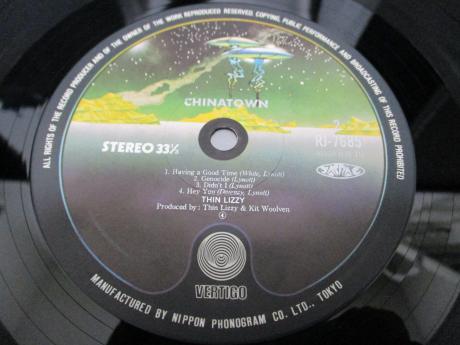 ALL RIGHTS OF THE RECORD PRODUCER AND OF THE OWNER OF THE WORK REPRODUCED RESERVED. COPYING, PUBLIC PERFORMANCE AND BROADCASTING OF THIS RECORD PROHIBITED
CHINATOWN
STEREO 33⅓
2
RJ-7685
1. Having a Good Time (White, Lynott)
2. Genocide (Lynott)
3. Didn't I (Lynott)
4. Hey You (Downey, Lynott)
THIN LIZZY
Produced by: Thin Lizzy & Kit Woolven
④
VERTIGO
MANUFACTURED BY NIPPON PHONOGRAM CO. LTD., TOKYO